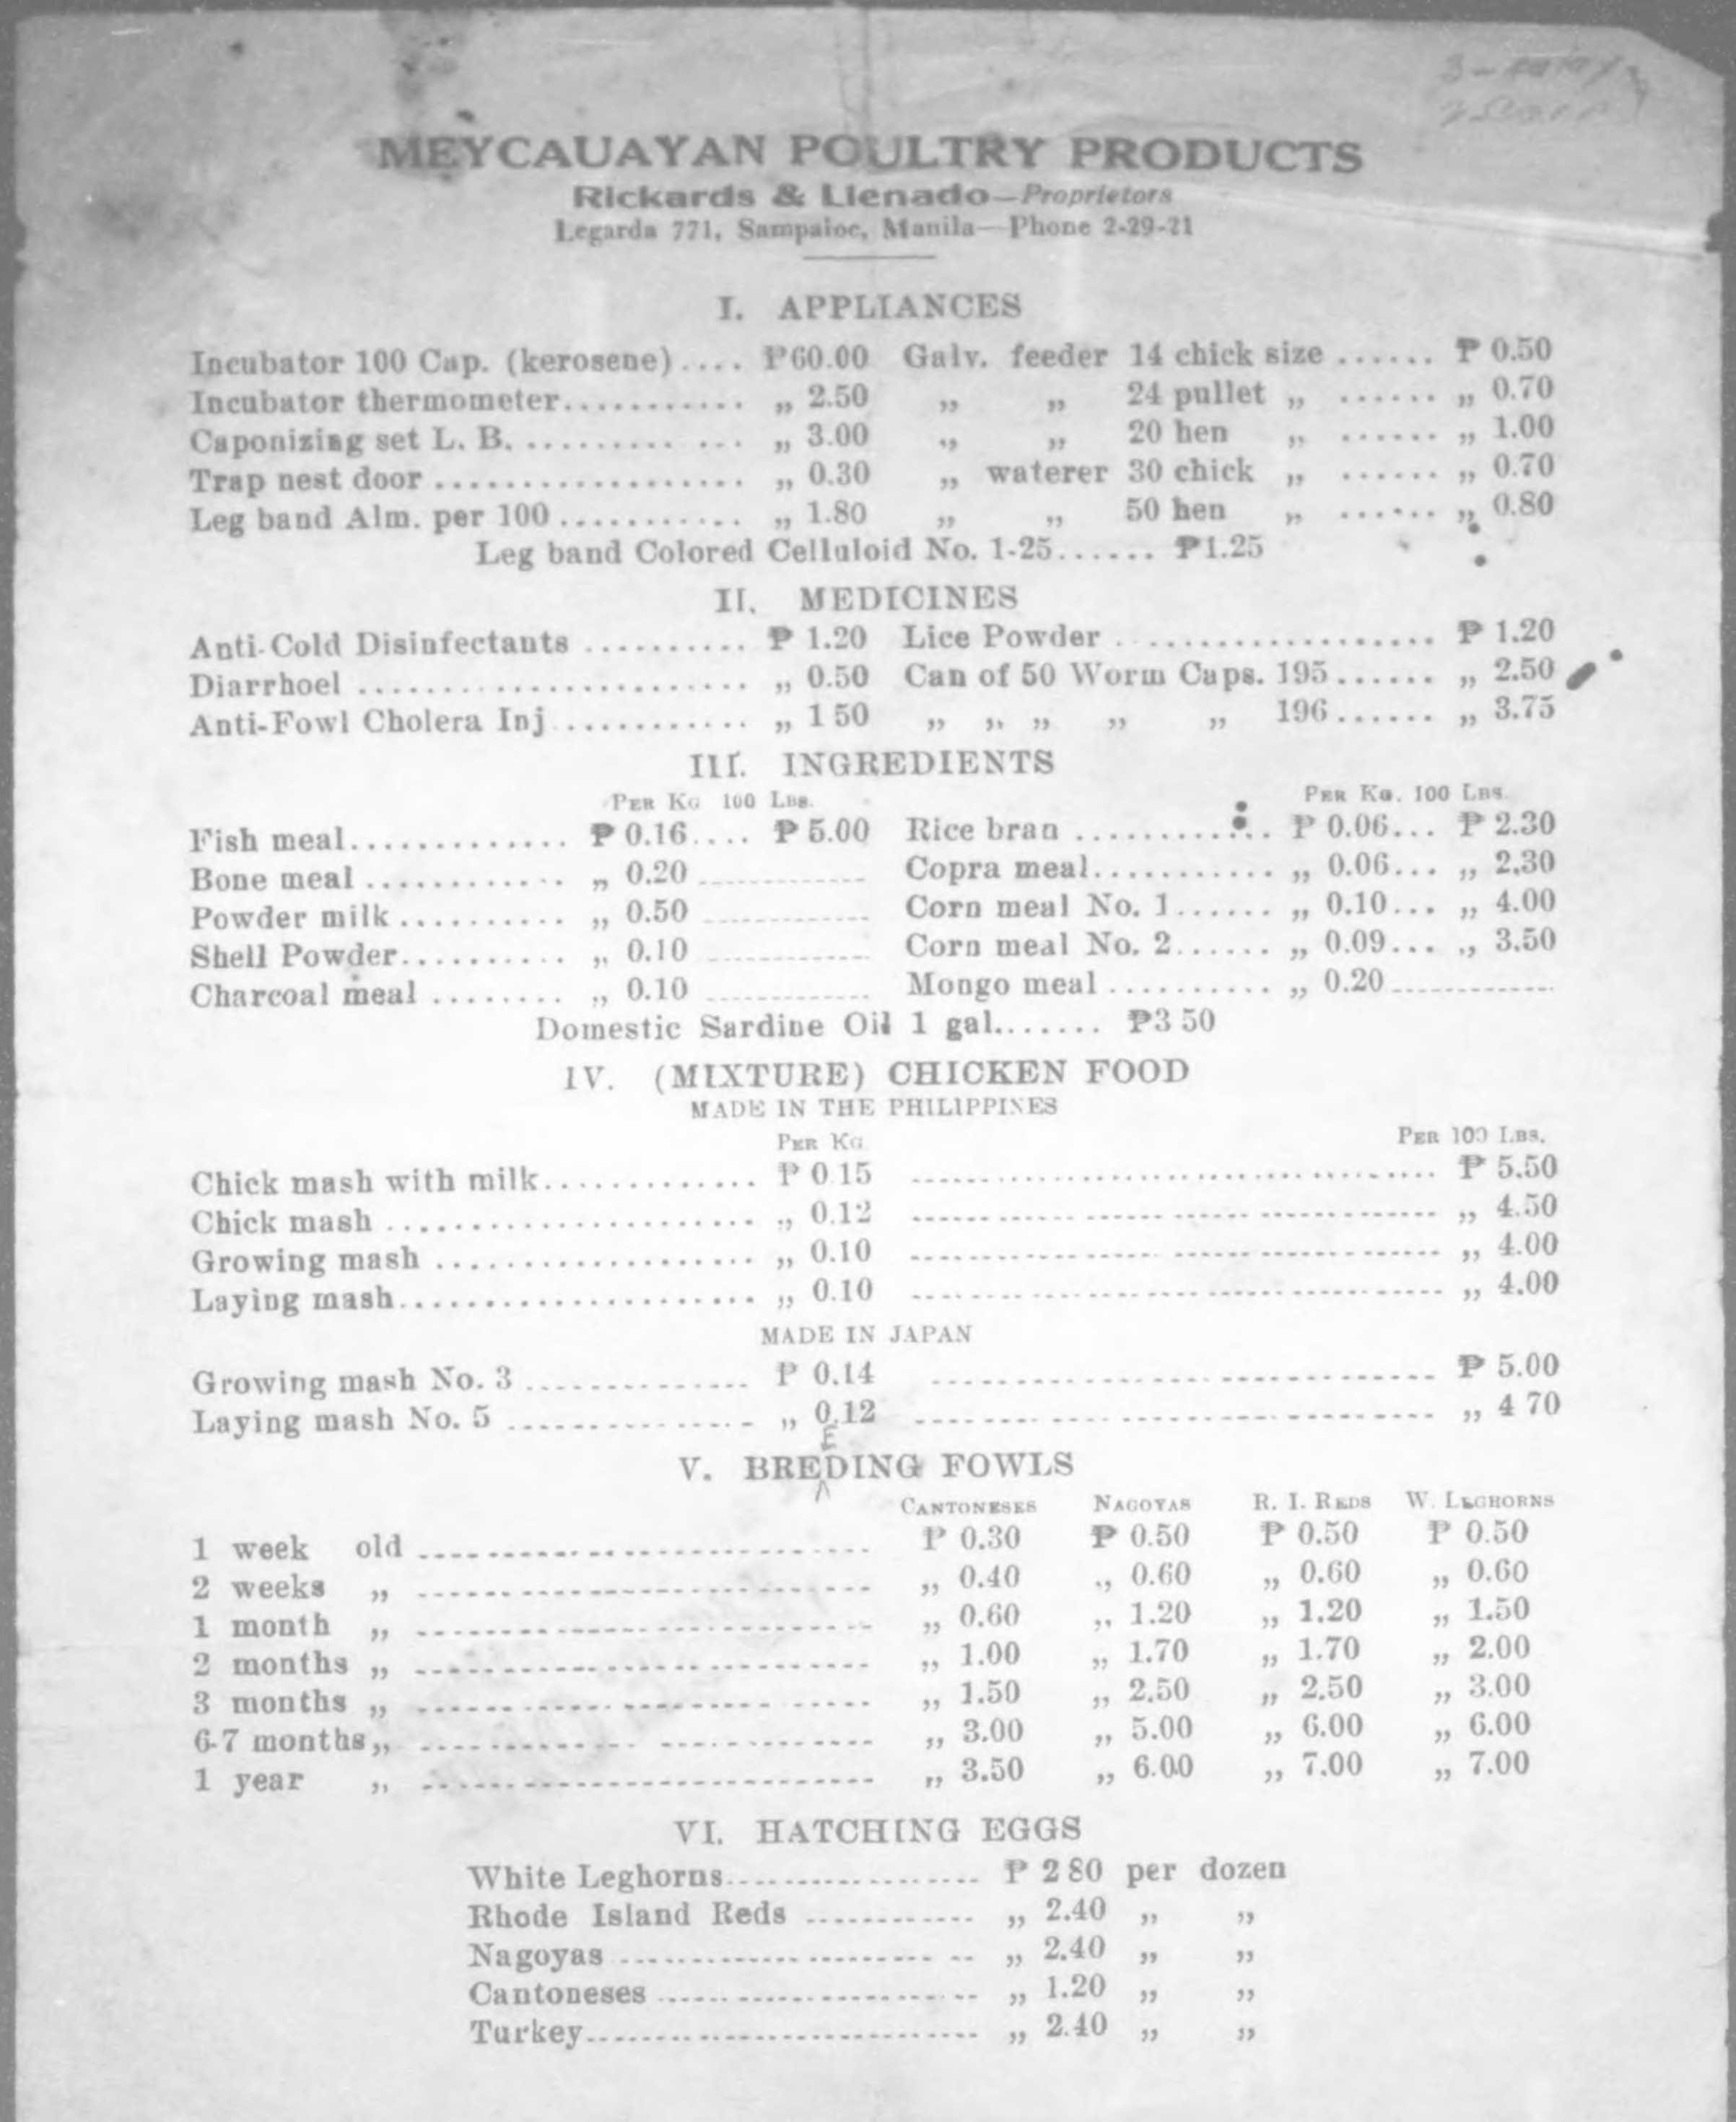 MEYCAUAYAN POULTRY PRODUCTS
Rickards & Llenado—Proprietors
Legarda 771, Sampaloc, Manila—Phone 2-29-21
I. APPLIANCES
Incubator 100 Cap. (kerosene).... ₱60.00 Galv. feeder 14 chick size ...... ₱ 0.50
Incubator thermometer........... „ 2.50 „ „ 24 pullet „ ...... „ 0.70
Caponizing set L. B. .......... ... „ 3.00 „ „ 20 hen „ ...... „ 1.00
Trap nest door .................. „ 0.30 „ waterer 30 chick „ ...... „ 0.70
Leg band Alm. per 100 ........... „ 1.80 „ „ 50 hen „ ...... „ 0.80
Leg band Colored Celluloid No. 1-25...... ₱1.25
II. MEDICINES
Anti-Cold Disinfectants .......... ₱ 1.20 Lice Powder ................... ₱ 1.20
Diarrhoel ....................... „ 0.50 Can of 50 Worm Caps. 195...... „ 2.50
Anti-Fowl Cholera Inj............ „ 1 50 „ „ „ „ „ 196...... „ 3.75
III. INGREDIENTS
PER KG 100 LBS. PER KG. 100 LBS.
Fish meal............. ₱ 0.16.... ₱ 5.00 Rice bran ............ ₱ 0.06... ₱ 2.30
Bone meal ............ „ 0.20 ............ Copra meal........... „ 0.06... „ 2.30
Powder milk .......... „ 0.50 ............ Corn meal No. 1...... „ 0.10... „ 4.00
Shell Powder.......... „ 0.10 ............ Corn meal No. 2...... „ 0.09... „ 3.50
Charcoal meal ........ „ 0.10 ............ Mongo meal .......... „ 0.20 ............
Domestic Sardine Oil 1 gal....... ₱3 50
IV. (MIXTURE) CHICKEN FOOD
MADE IN THE PHILIPPINES
PER KG PER 100 LBS.
Chick mash with milk............. ₱ 0 15 .................................... ₱ 5.50
Chick mash ...................... „ 0.12 .................................... „ 4.50
Growing mash ................... „ 0.10 .................................... „ 4.00
Laying mash..................... „ 0.10 .................................... „ 4.00
MADE IN JAPAN
Growing mash No. 3 ............... ₱ 0.14 .................................... ₱ 5.00
Laying mash No. 5 ................ „ 0.12 .................................... „ 4 70
E
V. BREDING FOWLS
CANTONESES NAGOYAS R. I. REDS W. LEGHORNS
1 week old .............................. ₱ 0.30 ₱ 0.50 ₱ 0.50 ₱ 0.50
2 weeks „ .............................. „ 0.40 „ 0.60 „ 0.60 „ 0.60
1 month „ .............................. „ 0.60 „ 1.20 „ 1.20 „ 1.50
2 months „ .............................. „ 1.00 „ 1.70 „ 1.70 „ 2.00
3 months „ .............................. „ 1.50 „ 2.50 „ 2.50 „ 3.00
6-7 months „ .............................. „ 3.00 „ 5.00 „ 6.00 „ 6.00
1 year „ .............................. „ 3.50 „ 6.00 „ 7.00 „ 7.00
VI. HATCHING EGGS
White Leghorns................... ₱ 2 80 per dozen
Rhode Island Reds ............ „ 2.40 „ „
Nagoyas ......................... „ 2.40 „ „
Cantoneses ....................... „ 1.20 „ „
Turkey............................ „ 2.40 „ „